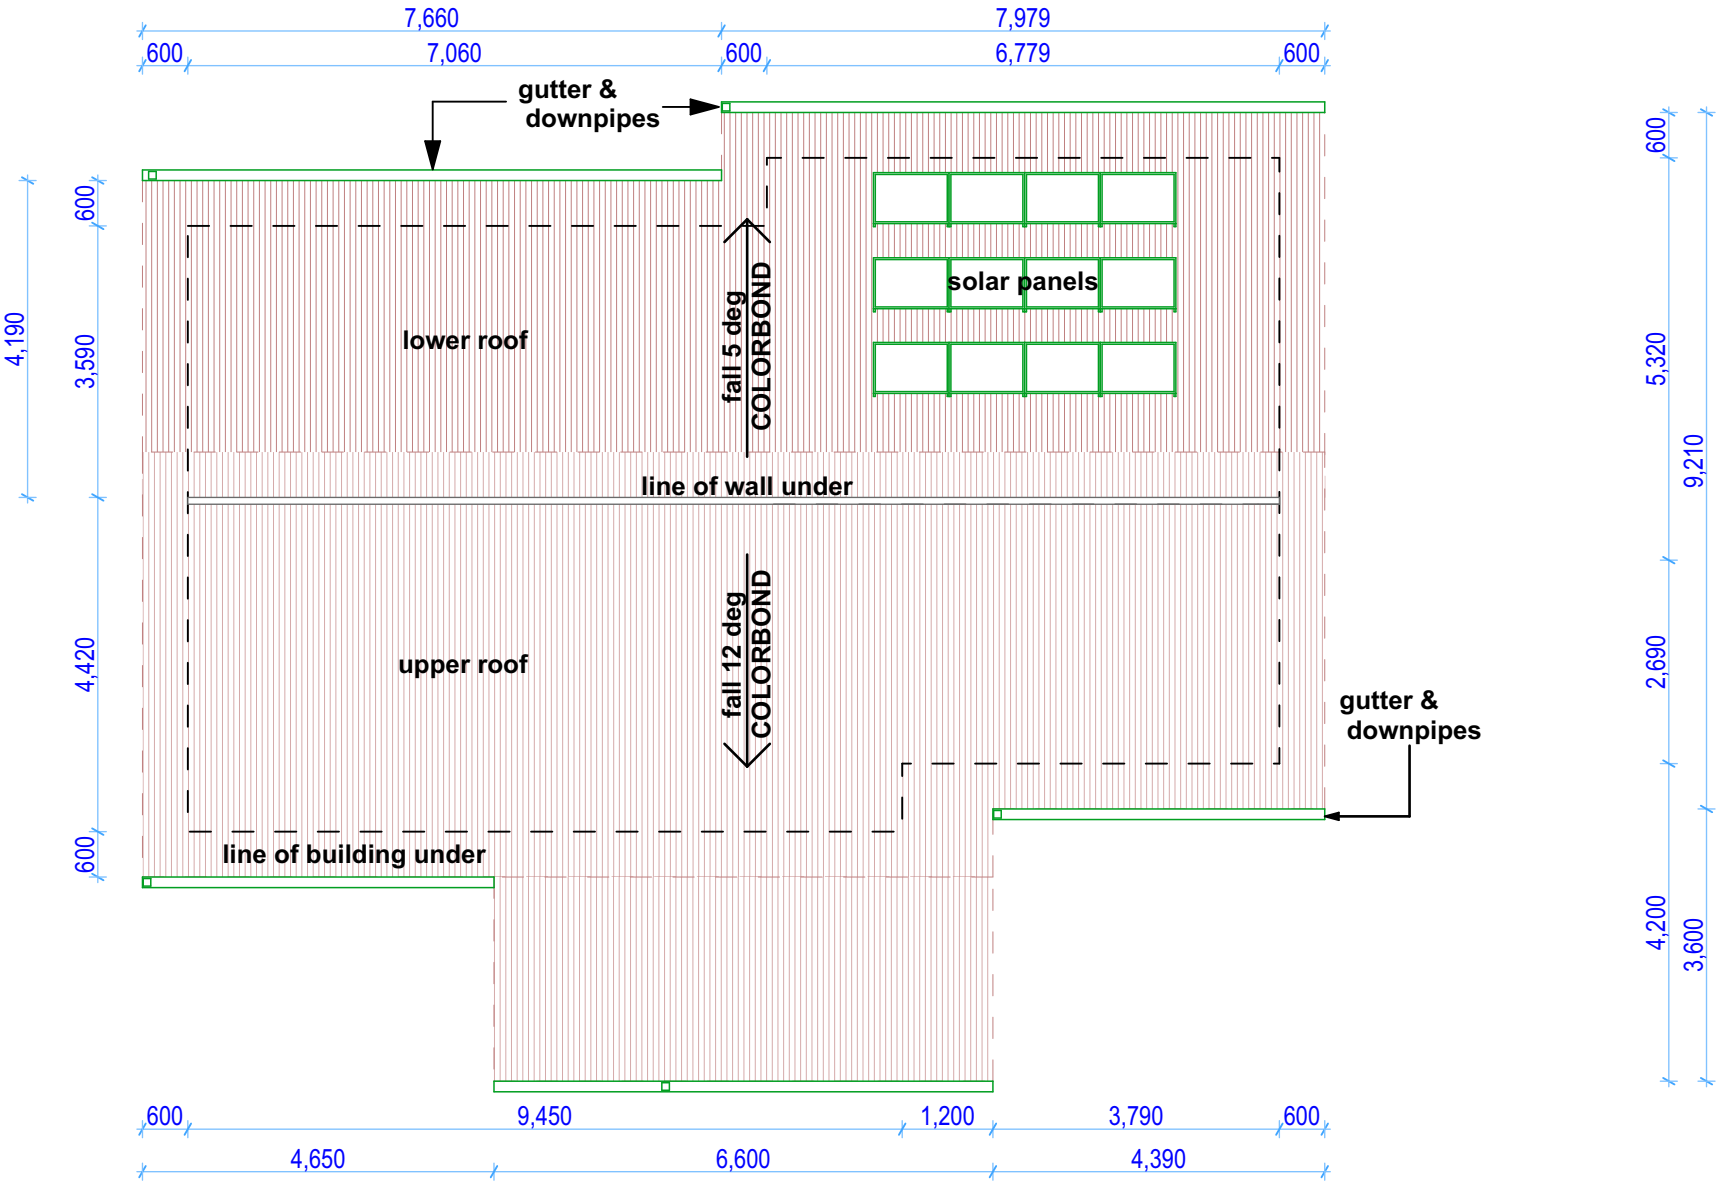 7,660
7,979
600
7,060
600
6,779
600
gutter &
downpipes
600
600
4,190
3,590
lower roof
fall 5 deg
COLORBOND
solar panels
5,320
9,210
line of wall under
4,420
upper roof
fall 12 deg
COLORBOND
2,690
gutter &
downpipes
600
line of building under
4,200
3,600
600
9,450
1,200
3,790
600
4,650
6,600
4,390